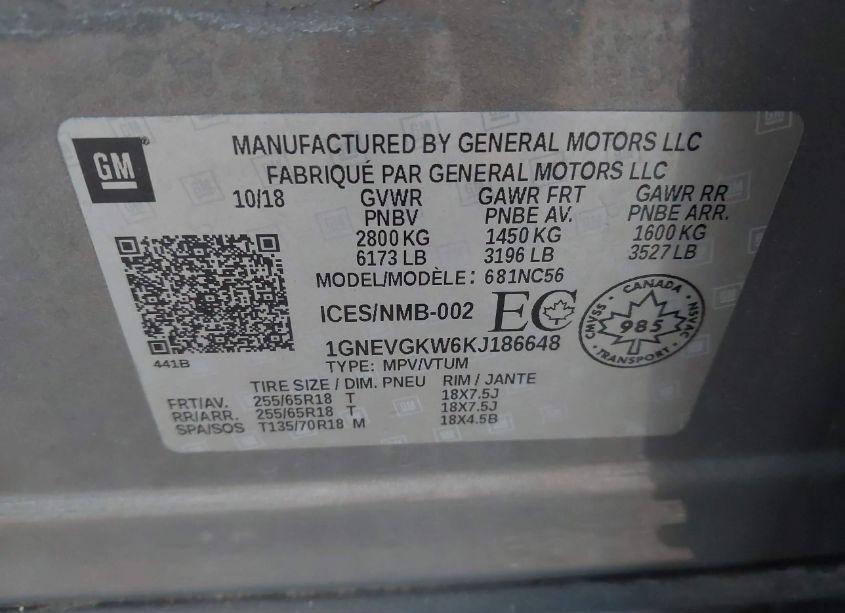 GM
MANUFACTURED BY GENERAL MOTORS LLC
FABRIQUÉ PAR GENERAL MOTORS LLC
10/18 GVWR GAWR FRT GAWR RR
PNBV PNBE AV. PNBE ARR.
2800 KG 1450 KG 1600 KG
6173 LB 3196 LB 3527 LB
MODEL/MODÈLE: 681NC56
ICES/NMB-002 EC
CANADA
CMVSS 985 NSVAC
TRANSPORT
1GNEVGKW6KJ186648
441B
TYPE: MPV/VTUM
TIRE SIZE / DIM. PNEU RIM / JANTE
FRT/AV. 255/65R18 T 18X7.5J
RR/ARR. 255/65R18 T 18X7.5J
SPA/SOS T135/70R18 M 18X4.5B